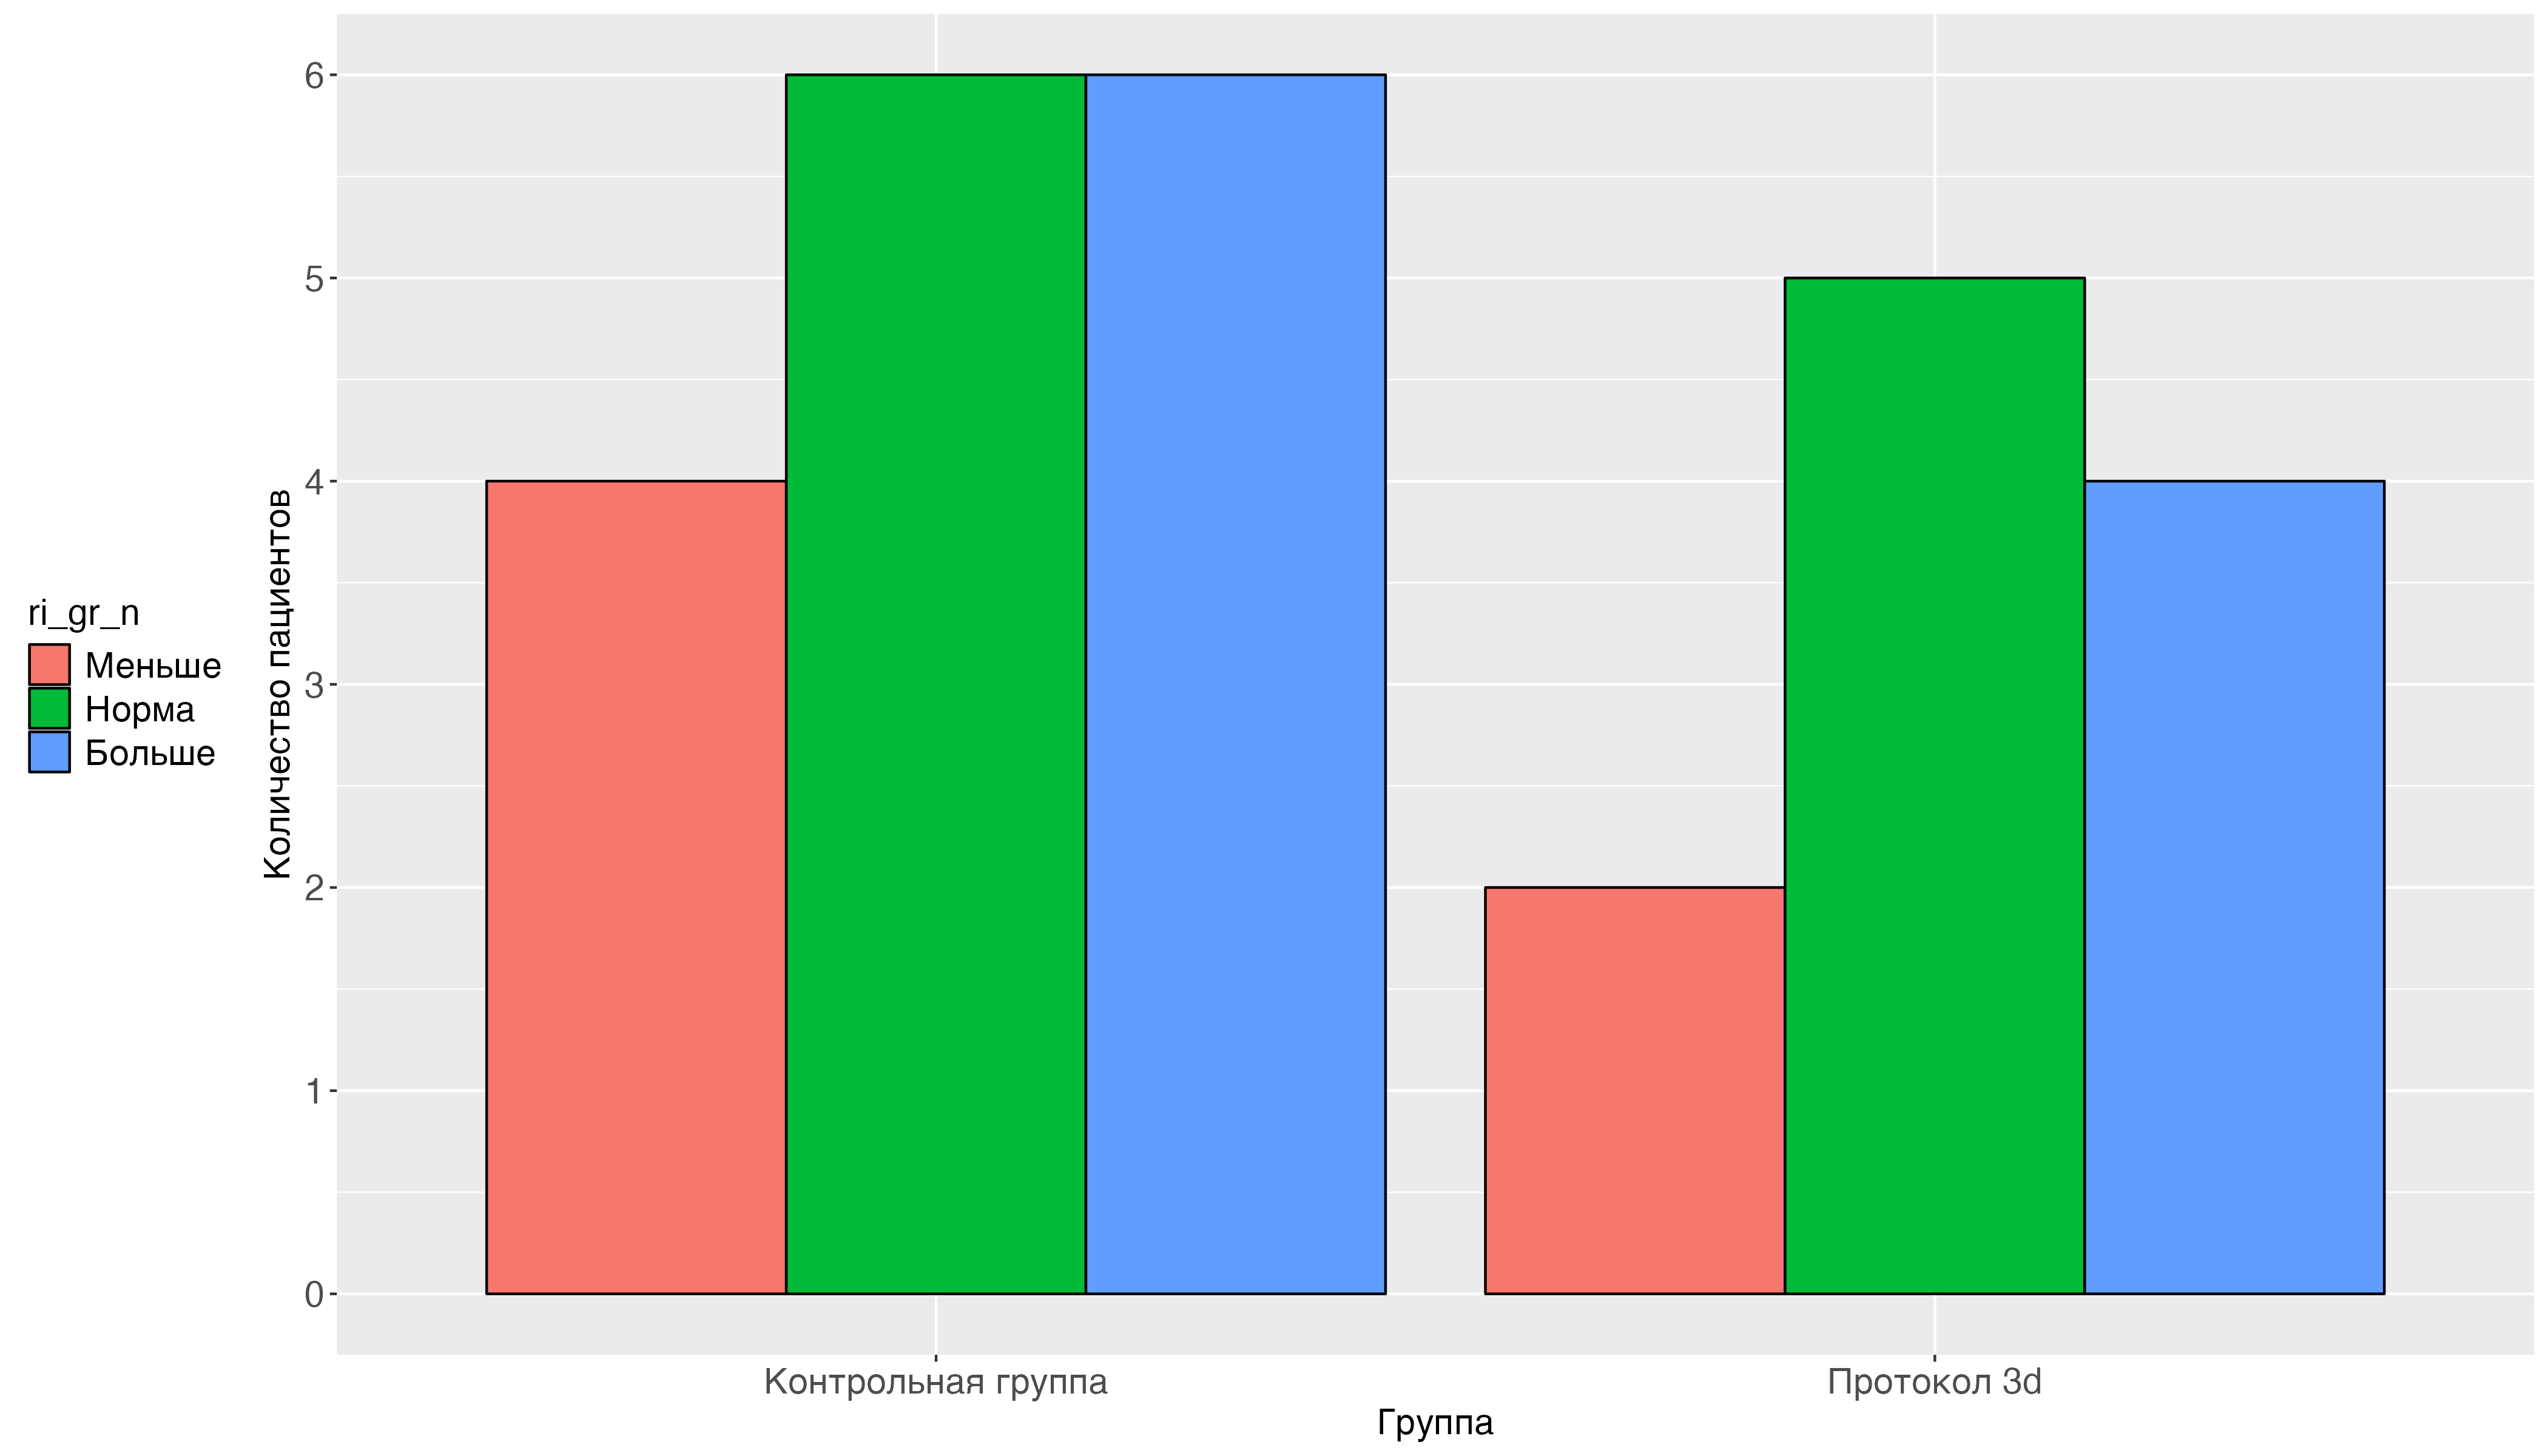 ri_gr_n
Меньше
Норма
Больше
Количество пациентов
6
5
4
3
2
1
0
Контрольная группа
Протокол 3d
Группа